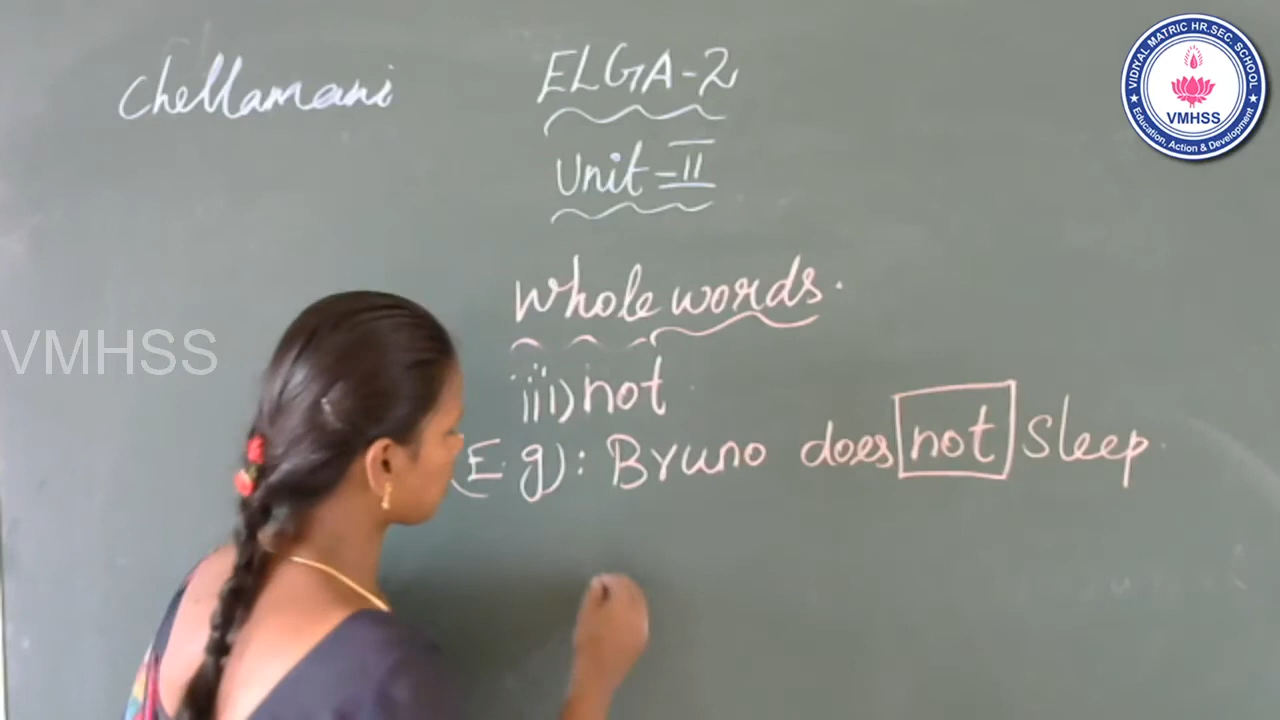 Chellamani
ELGA-2
Unit-II
Whole words.
iii) not
(E.g): Bruno does not Sleep.
VMHSS
VIDIYAL MATRIC HR.SEC. SCHOOL
VMHSS
Education, Action & Development